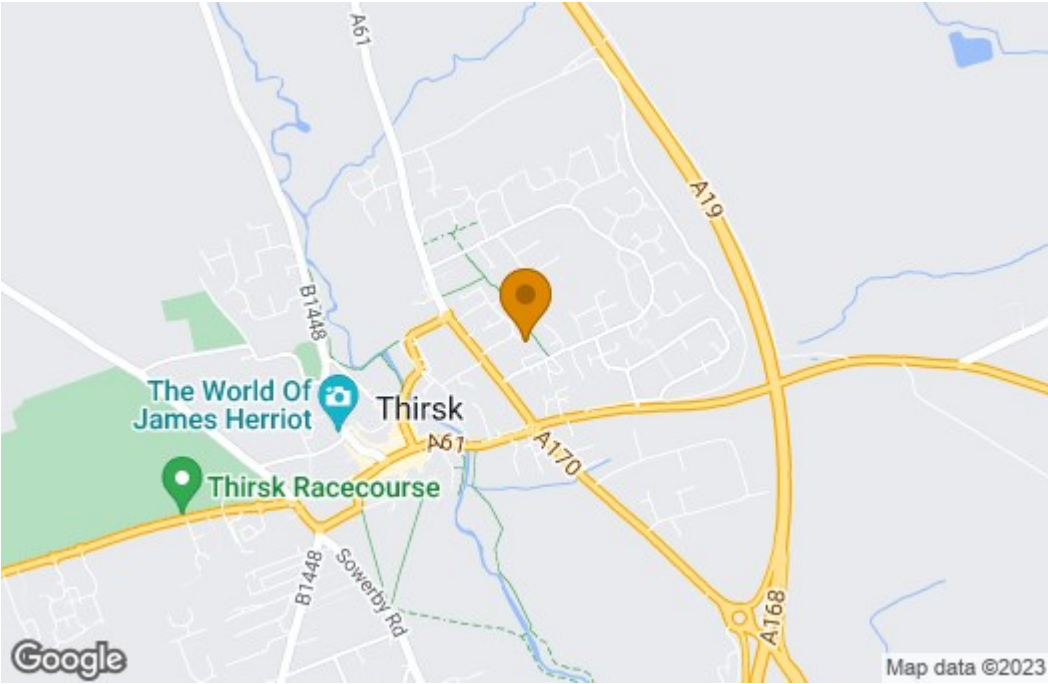 A61
A19
B1448
The World Of
James Herriot
Thirsk
A61
A170
Thirsk Racecourse
B1448
Sowerby Rd
A168
Google
Map data ©2023